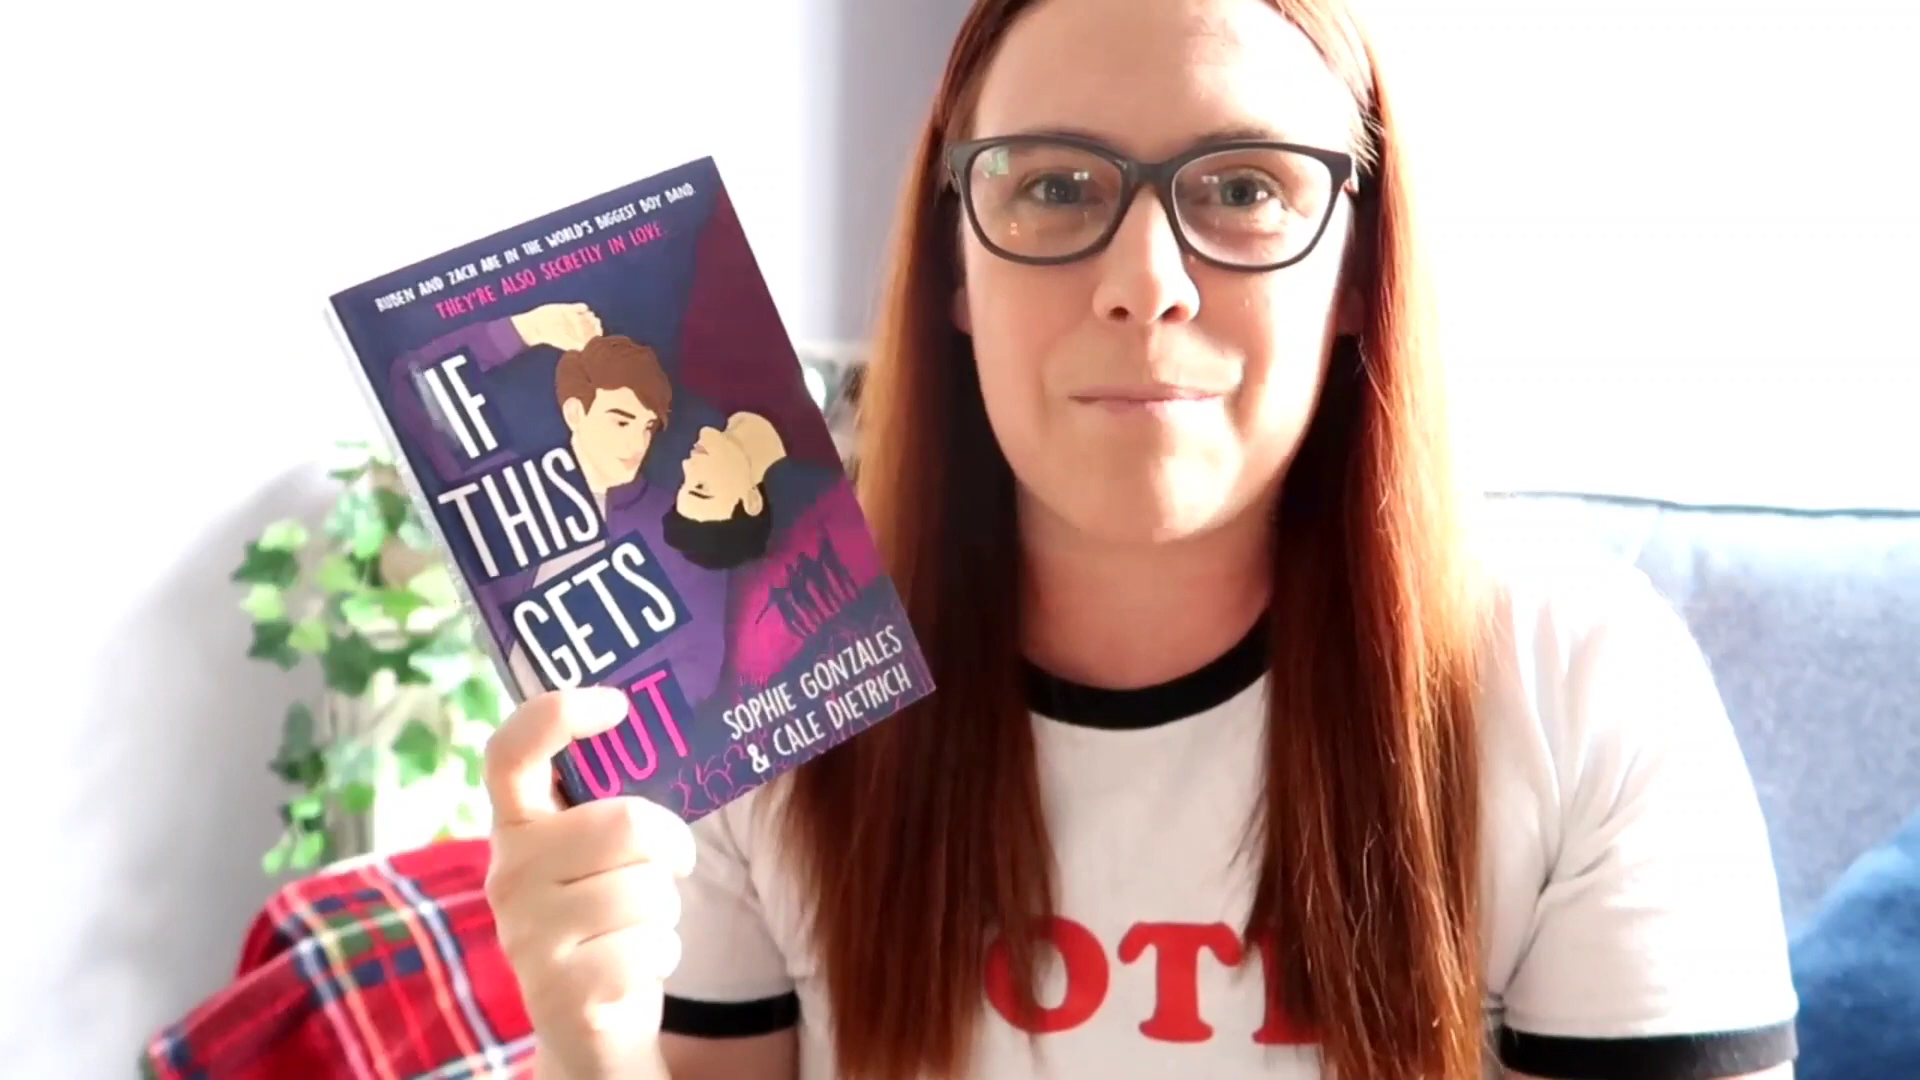 RUBEN AND ZACH ARE IN THE WORLD'S BIGGEST BOY BAND.
THEY'RE ALSO SECRETLY IN LOVE.
IF
THIS
GETS
OUT
SOPHIE GONZALES
& CALE DIETRICH